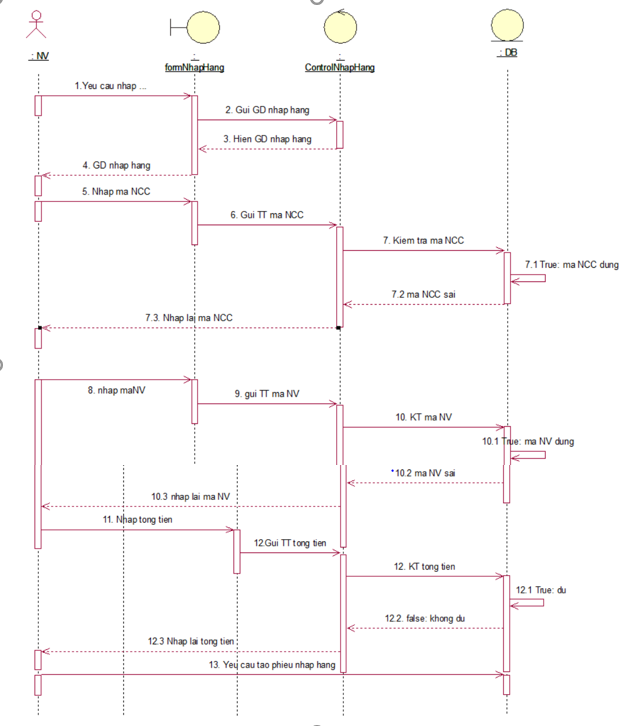 : NV
:
formNhapHang
:
ControlNhapHang
: DB
1.Yeu cau nhap ...
2. Gui GD nhap hang
3. Hien GD nhap hang
4. GD nhap hang
5. Nhap ma NCC
6. Gui TT ma NCC
7. Kiem tra ma NCC
7.1 True: ma NCC dung
7.2 ma NCC sai
7.3. Nhap lai ma NCC
8. nhap maNV
9. gui TT ma NV
10. KT ma NV
10.1 True: ma NV dung
10.2 ma NV sai
10.3 nhap lai ma NV
11. Nhap tong tien
12.Gui TT tong tien
12. KT tong tien
12.1 True: du
12.2. false: khong du
12.3 Nhap lai tong tien
13. Yeu cau tao phieu nhap hang